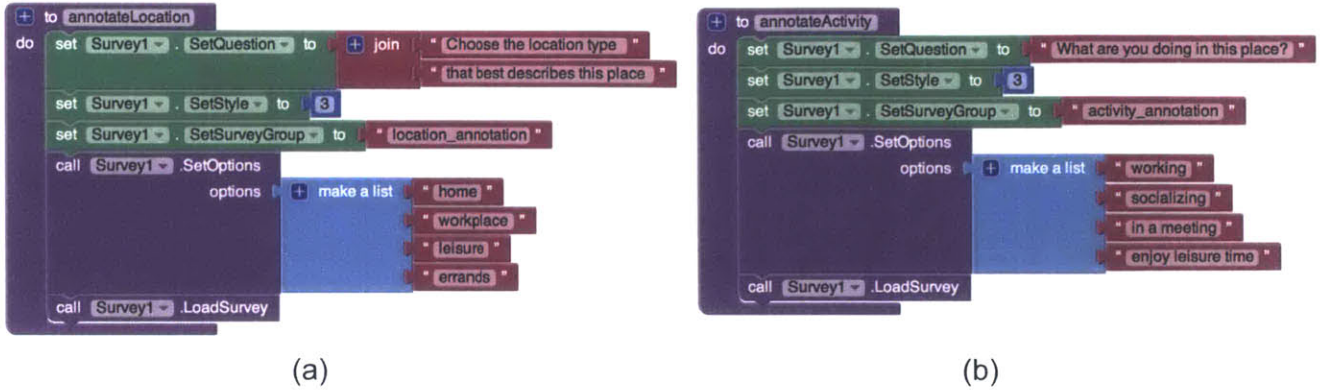 to annotateLocation
do set Survey1 . SetQuestion to join " Choose the location type "
" that best describes this place "
set Survey1 . SetStyle to 3
set Survey1 . SetSurveyGroup to " location_annotation "
call Survey1 .SetOptions
options make a list " home "
" workplace "
" leisure "
" errands "
call Survey1 .LoadSurvey
(a)
to annotateActivity
do set Survey1 . SetQuestion to " What are you doing in this place? "
set Survey1 . SetStyle to 3
set Survey1 . SetSurveyGroup to " activity_annotation "
call Survey1 .SetOptions
options make a list " working "
" socializing "
" in a meeting "
" enjoy leisure time "
call Survey1 .LoadSurvey
(b)